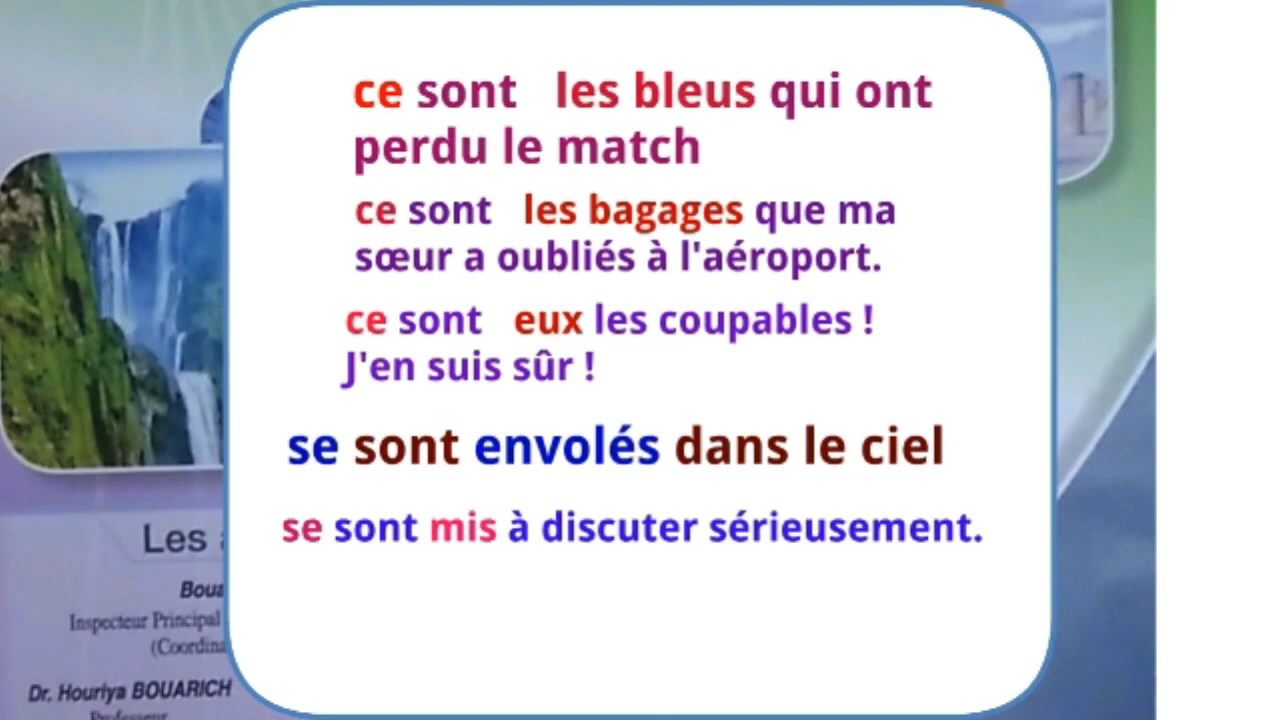 ce sont les bleus qui ont
perdu le match
ce sont les bagages que ma
sœur a oubliés à l'aéroport.
ce sont eux les coupables !
J'en suis sûr !
se sont envolés dans le ciel
se sont mis à discuter sérieusement.
Les
Inspecteur Principal
Dr. Houriya BOUARICH
Professeur